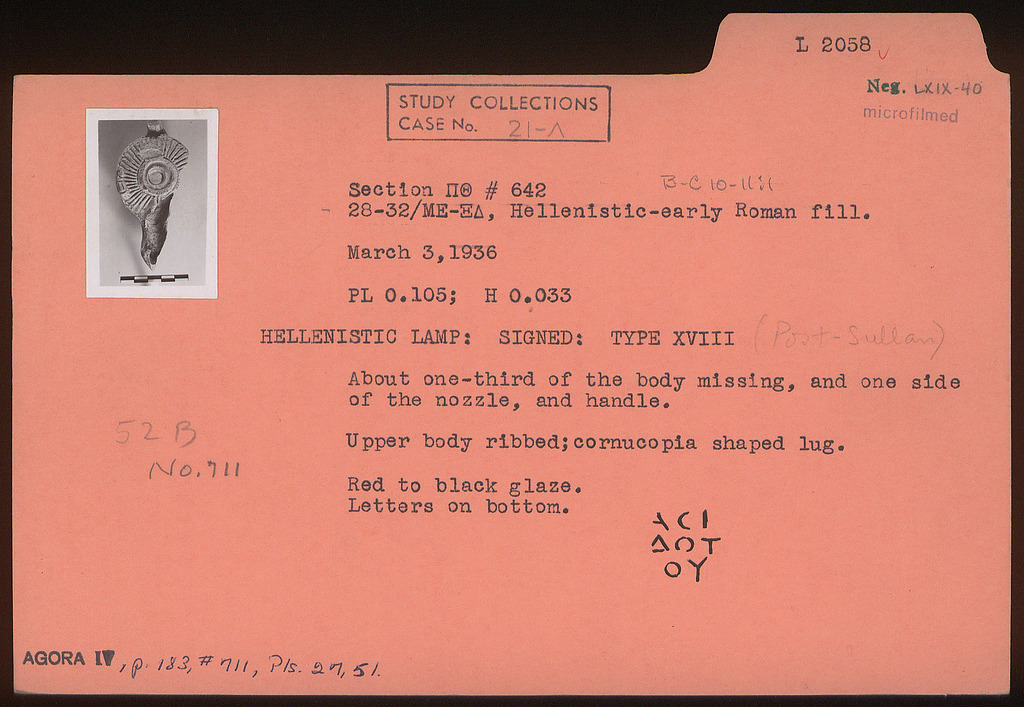 L 2058
Neg. LXIX-40
microfilmed
STUDY COLLECTIONS
CASE No. 21-Λ
B-C 10-11:1
Section ΠΘ # 642
- 28-32/ΜΕ-ΞΔ, Hellenistic-early Roman fill.
March 3,1936
PL 0.105; H 0.033
HELLENISTIC LAMP: SIGNED: TYPE XVIII (Post-Sullan)
About one-third of the body missing, and one side
of the nozzle, and handle.
52 B
No. 711
Upper body ribbed;cornucopia shaped lug.
Red to black glaze.
Letters on bottom.
ΛCI
ΔΟΤ
ΟΥ
AGORA IV, p. 183, # 711, Pls. 27, 51.